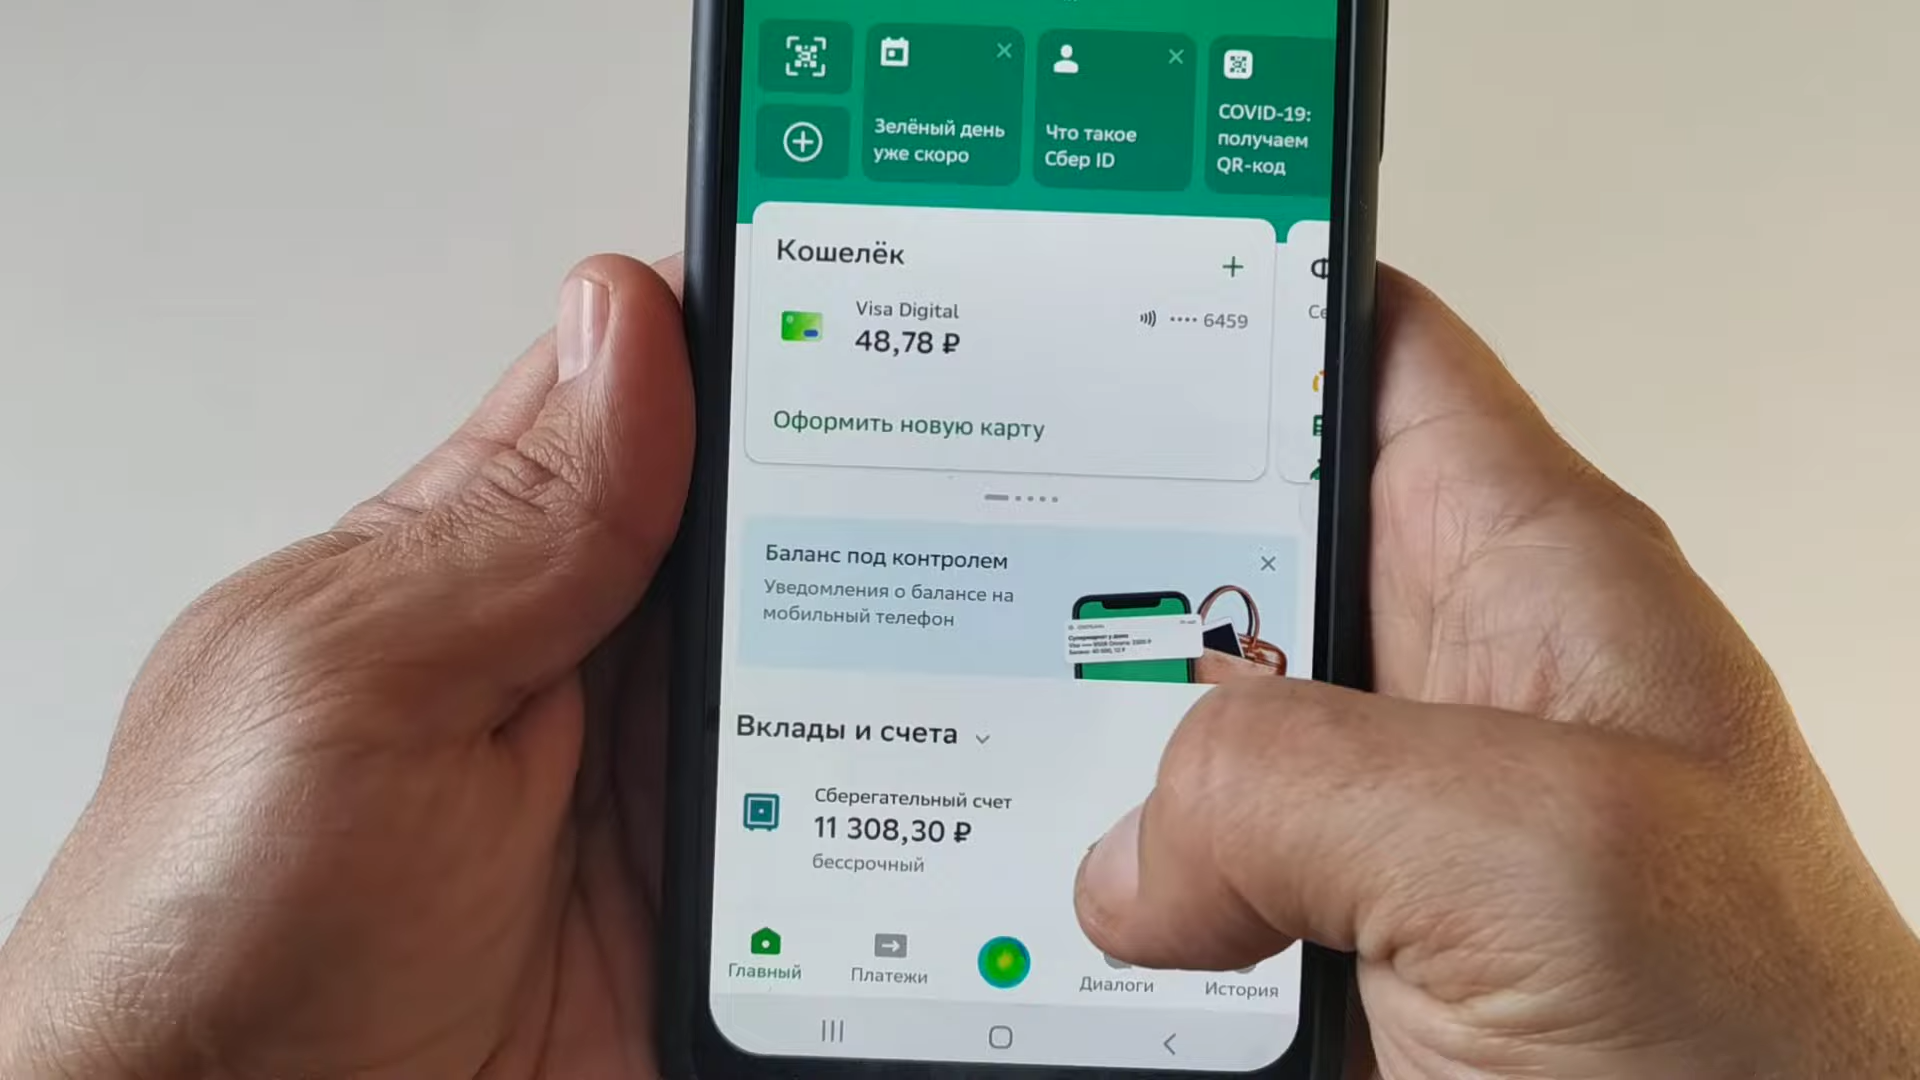 Зелёный день
уже скоро
Что такое
Сбер ID
COVID-19:
получаем
QR-код
Кошелёк
Visa Digital
•••• 6459
48,78 ₽
Оформить новую карту
Баланс под контролем
Уведомления о балансе на
мобильный телефон
Вклады и счета
Сберегательный счет
11 308,30 ₽
бессрочный
Главный
Платежи
Диалоги
История